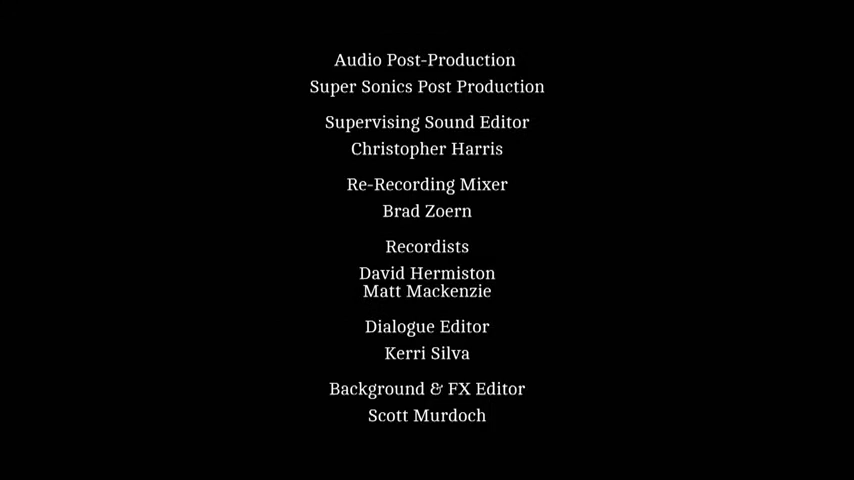 Audio Post-Production
Super Sonics Post Production
Supervising Sound Editor
Christopher Harris
Re-Recording Mixer
Brad Zoern
Recordists
David Hermiston
Matt Mackenzie
Dialogue Editor
Kerri Silva
Background & FX Editor
Scott Murdoch